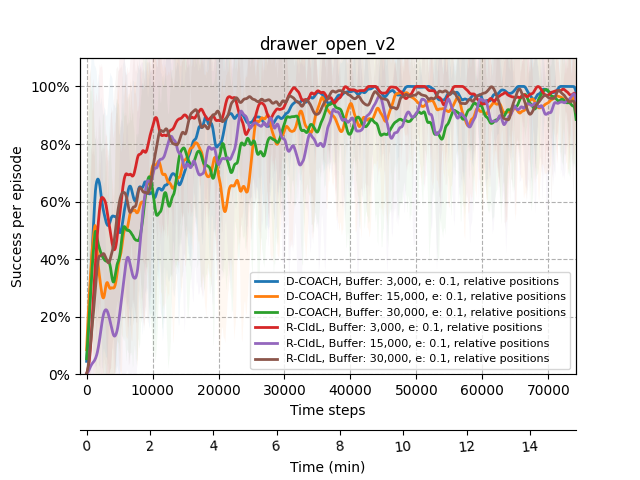 drawer_open_v2
100%
80%
60%
40%
20%
0%
Success per episode
D-COACH, Buffer: 3,000, e: 0.1, relative positions
D-COACH, Buffer: 15,000, e: 0.1, relative positions
D-COACH, Buffer: 30,000, e: 0.1, relative positions
R-CIdL, Buffer: 3,000, e: 0.1, relative positions
R-CIdL, Buffer: 15,000, e: 0.1, relative positions
R-CIdL, Buffer: 30,000, e: 0.1, relative positions
0 10000 20000 30000 40000 50000 60000 70000
Time steps
0 2 4 6 8 10 12 14
Time (min)